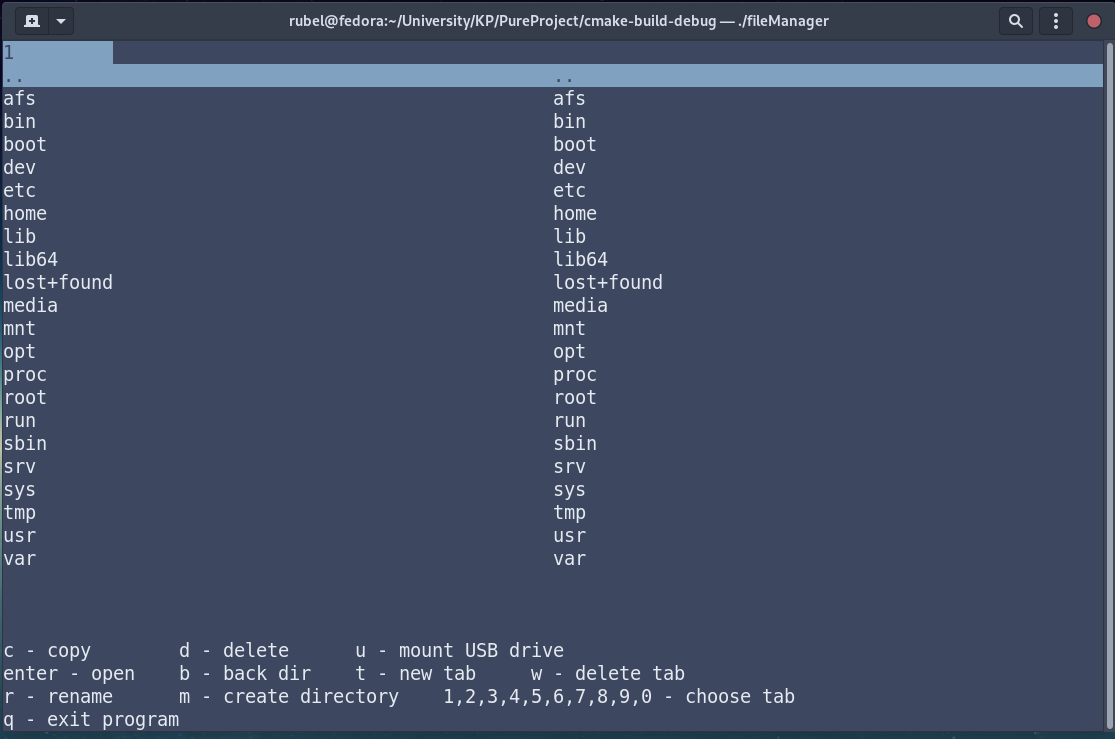 rubel@fedora:~/University/KP/PureProject/cmake-build-debug — ./fileManager
1
.. ..
afs afs
bin bin
boot boot
dev dev
etc etc
home home
lib lib
lib64 lib64
lost+found lost+found
media media
mnt mnt
opt opt
proc proc
root root
run run
sbin sbin
srv srv
sys sys
tmp tmp
usr usr
var var
c - copy d - delete u - mount USB drive
enter - open b - back dir t - new tab w - delete tab
r - rename m - create directory 1,2,3,4,5,6,7,8,9,0 - choose tab
q - exit program